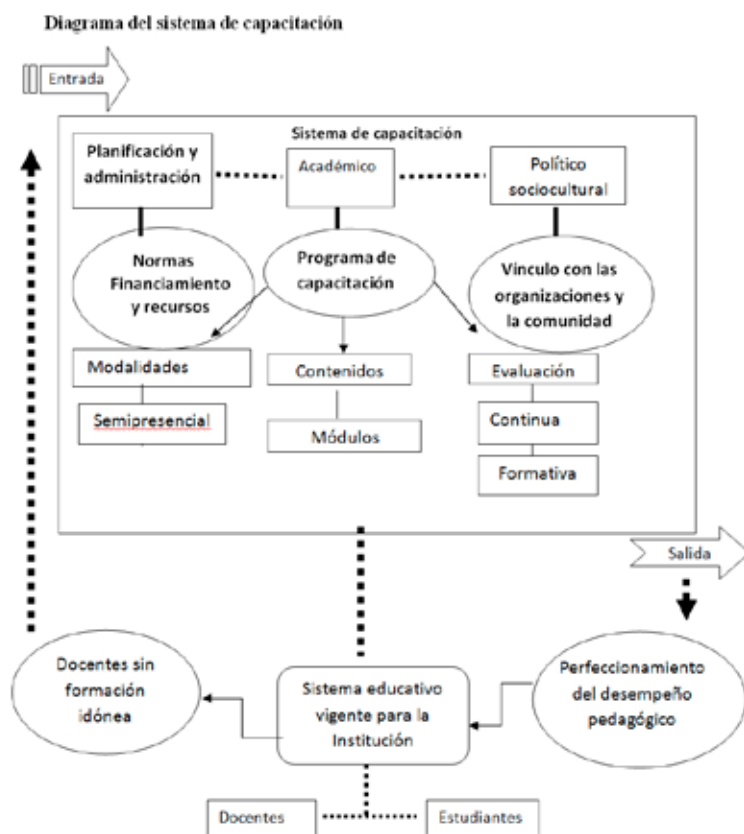 Diagrama del sistema de capacitación
Entrada
Sistema de capacitación
Planificación y
administración
Académico
Político
sociocultural
Normas
Financiamiento
y recursos
Programa de
capacitación
Vinculo con las
organizaciones y
la comunidad
Modalidades
Contenidos
Evaluación
Semipresencial
Módulos
Continua
Formativa
Salida
Docentes sin
formación
idónea
Sistema educativo
vigente para la
Institución
Perfeccionamiento
del desempeño
pedagógico
Docentes
Estudiantes